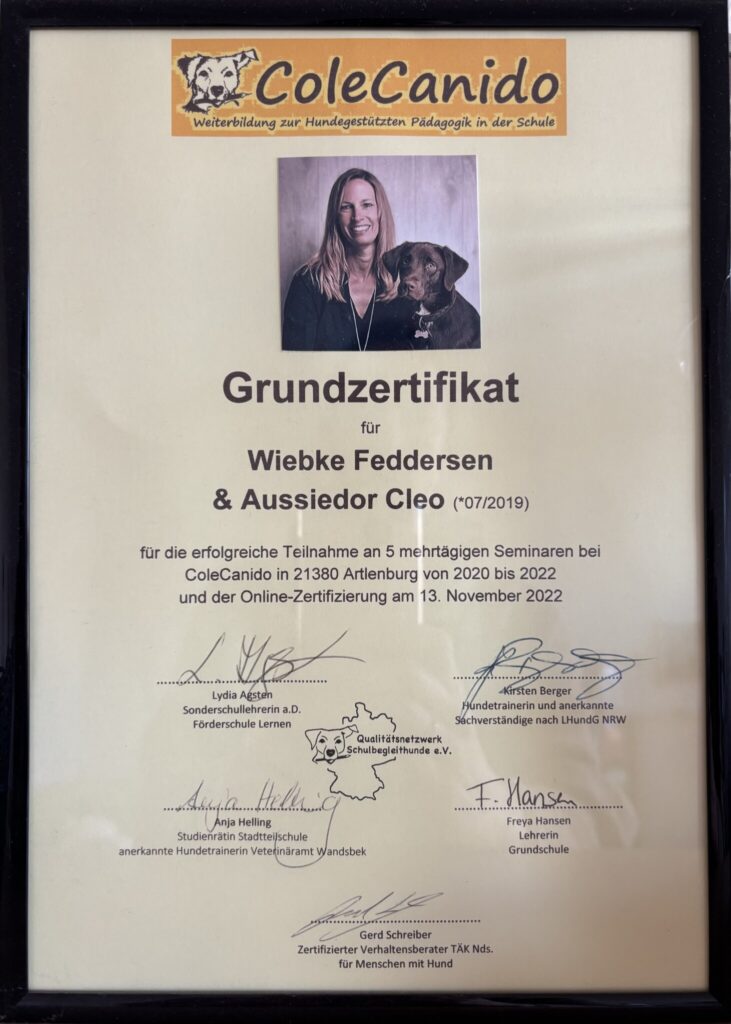 ColeCanido
Weiterbildung zur Hundegestützten Pädagogik in der Schule
Grundzertifikat
für
Wiebke Feddersen
& Aussiedor Cleo (*07/2019)
für die erfolgreiche Teilnahme an 5 mehrtägigen Seminaren bei
ColeCanido in 21380 Artlenburg von 2020 bis 2022
und der Online-Zertifizierung am 13. November 2022
Lydia Agsten
Sonderschullehrerin a.D.
Förderschule Lernen
Kirsten Berger
Hundetrainerin und anerkannte
Sachverständige nach LHundG NRW
Qualitätsnetzwerk
Schulbegleithunde e.V.
Anja Helling
Anja Helling
Studienrätin Stadtteilschule
anerkannte Hundetrainerin Veterinäramt Wandsbek
F. Hansen
Freya Hansen
Lehrerin
Grundschule
Gerd Schreiber
Zertifizierter Verhaltensberater TÄK Nds.
für Menschen mit Hund